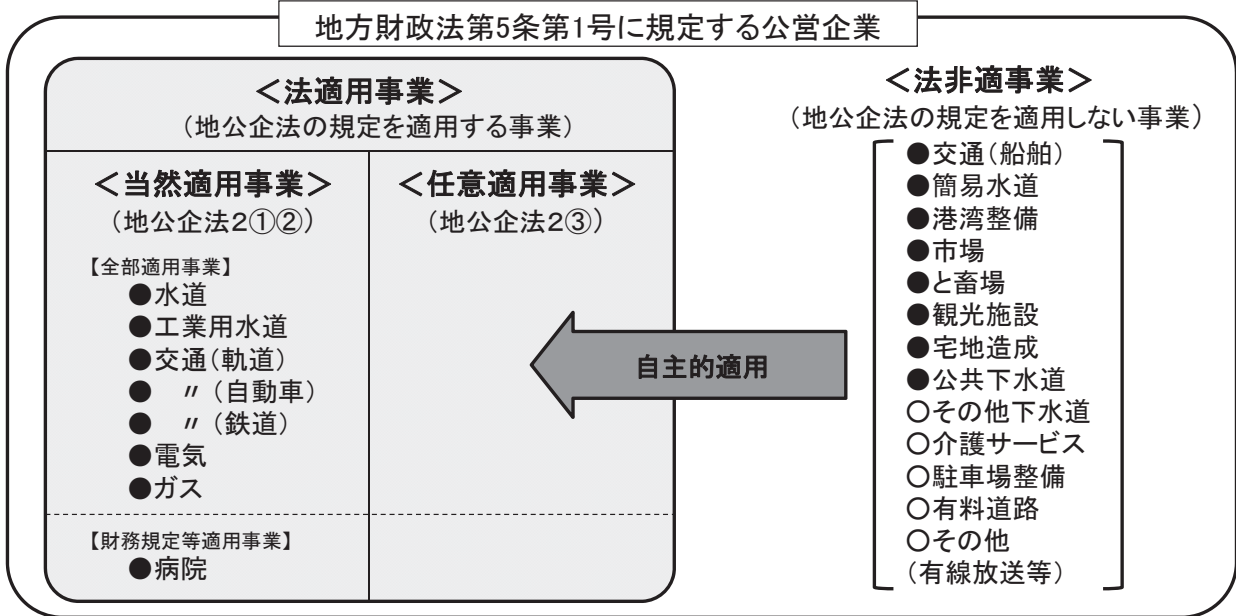 地方財政法第5条第1号に規定する公営企業
＜法適用事業＞
（地公企法の規定を適用する事業）
＜当然適用事業＞
（地公企法2①②）
【全部適用事業】
●水道
●工業用水道
●交通（軌道）
●　〃（自動車）
●　〃（鉄道）
●電気
●ガス
【財務規定等適用事業】
●病院
＜任意適用事業＞
（地公企法2③）
自主的適用
＜法非適事業＞
（地公企法の規定を適用しない事業）
●交通（船舶）
●簡易水道
●港湾整備
●市場
●と畜場
●観光施設
●宅地造成
●公共下水道
○その他下水道
○介護サービス
○駐車場整備
○有料道路
○その他
（有線放送等）